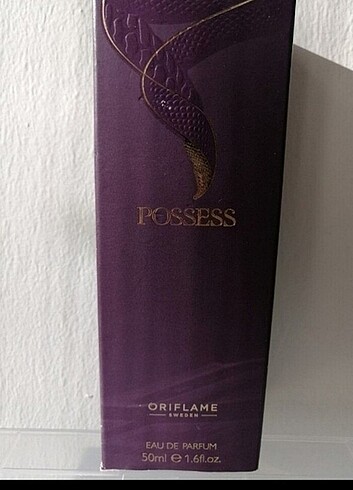 POSSESS
ORIFLAME
SWEDEN
EAU DE PARFUM
50ml ℮ 1.6fl.oz.